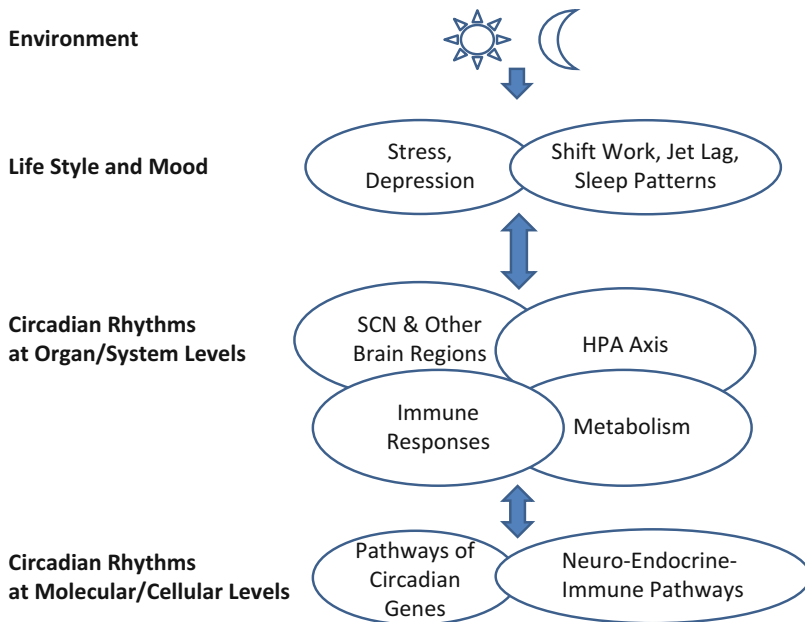 Environment
Life Style and Mood
Stress,
Depression
Shift Work, Jet Lag,
Sleep Patterns
Circadian Rhythms
at Organ/System Levels
SCN & Other
Brain Regions
HPA Axis
Immune
Responses
Metabolism
Circadian Rhythms
at Molecular/Cellular Levels
Pathways of
Circadian
Genes
Neuro-Endocrine-
Immune Pathways